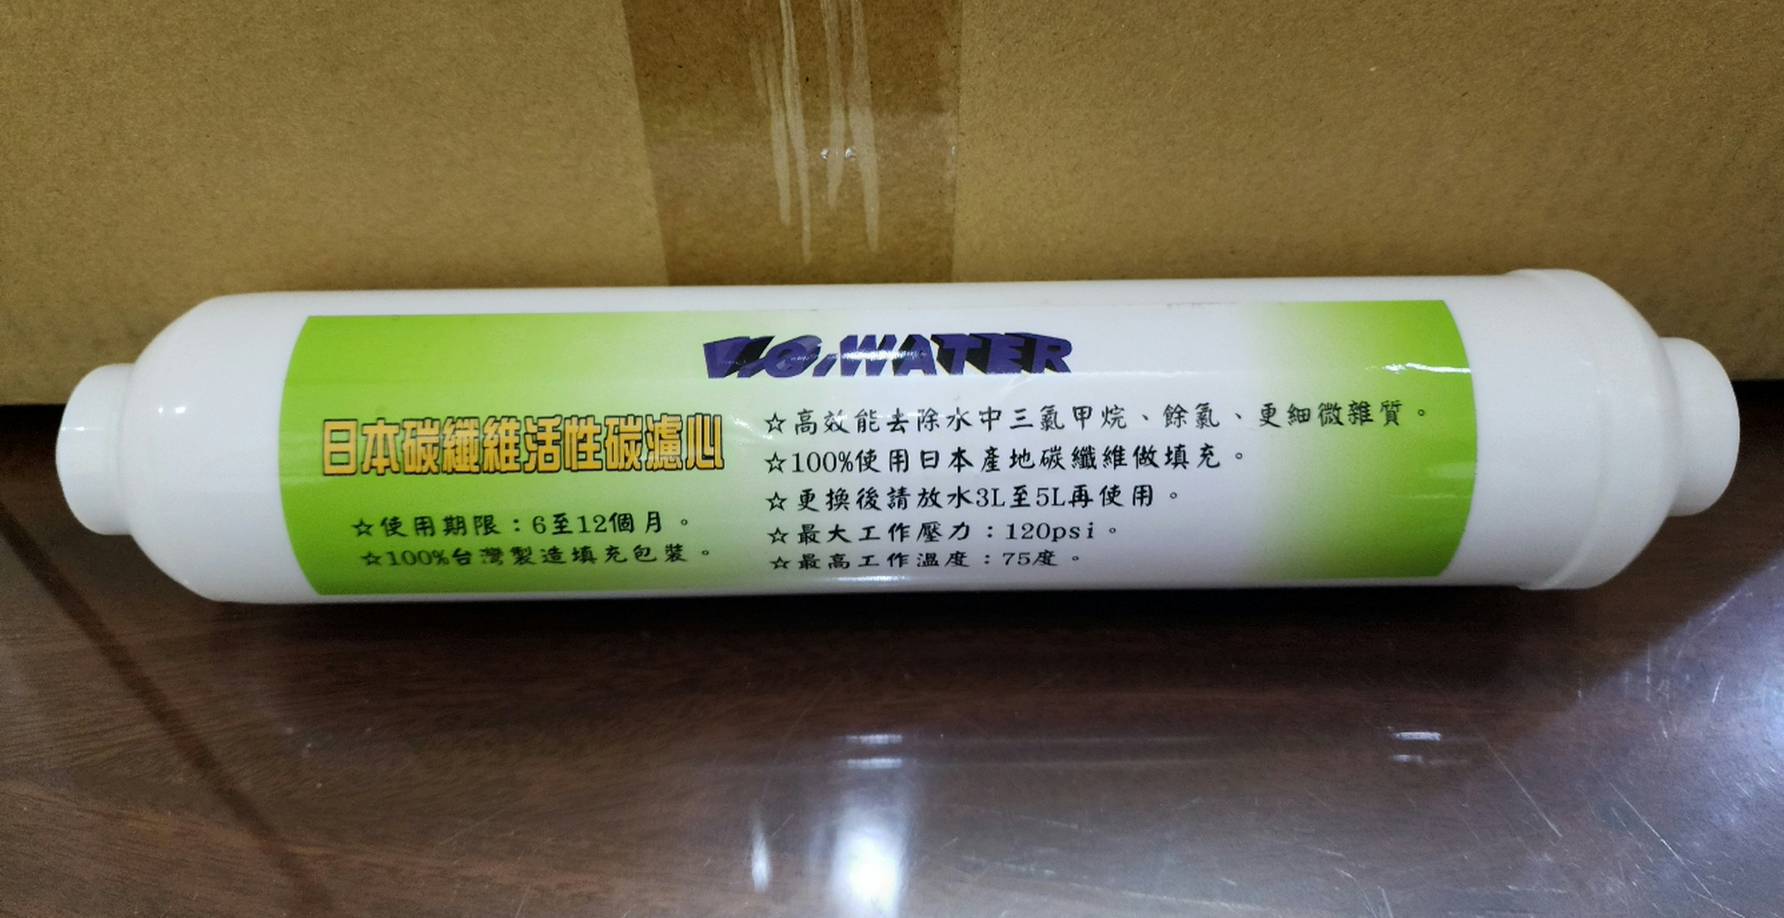 V.G.WATER
日本碳纖維活性碳濾心
☆使用期限：6至12個月。
☆100%台灣製造填充包裝。
☆高效能去除水中三氯甲烷、餘氯、更細微雜質。
☆100%使用日本產地碳纖維做填充。
☆更換後請放水3L至5L再使用。
☆最大工作壓力：120psi。
☆最高工作溫度：75度。